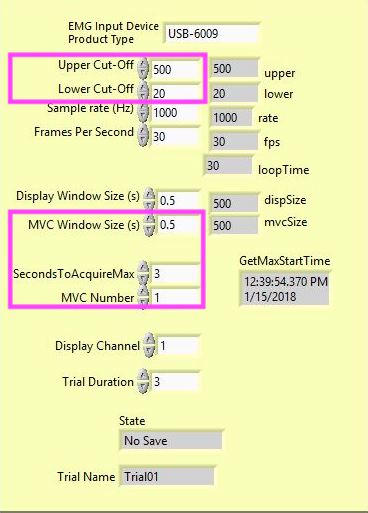 EMG Input Device
Product Type
USB-6009
Upper Cut-Off 500 500 upper
Lower Cut-Off 20 20 lower
Sample rate (Hz) 1000 1000 rate
Frames Per Second 30 30 fps
30 loopTime
Display Window Size (s) 0.5 500 dispSize
MVC Window Size (s) 0.5 500 mvcSize
GetMaxStartTime
SecondsToAcquireMax 3
12:39:54.370 PM
1/15/2018
MVC Number 1
Display Channel 1
Trial Duration 3
State
No Save
Trial Name Trial01